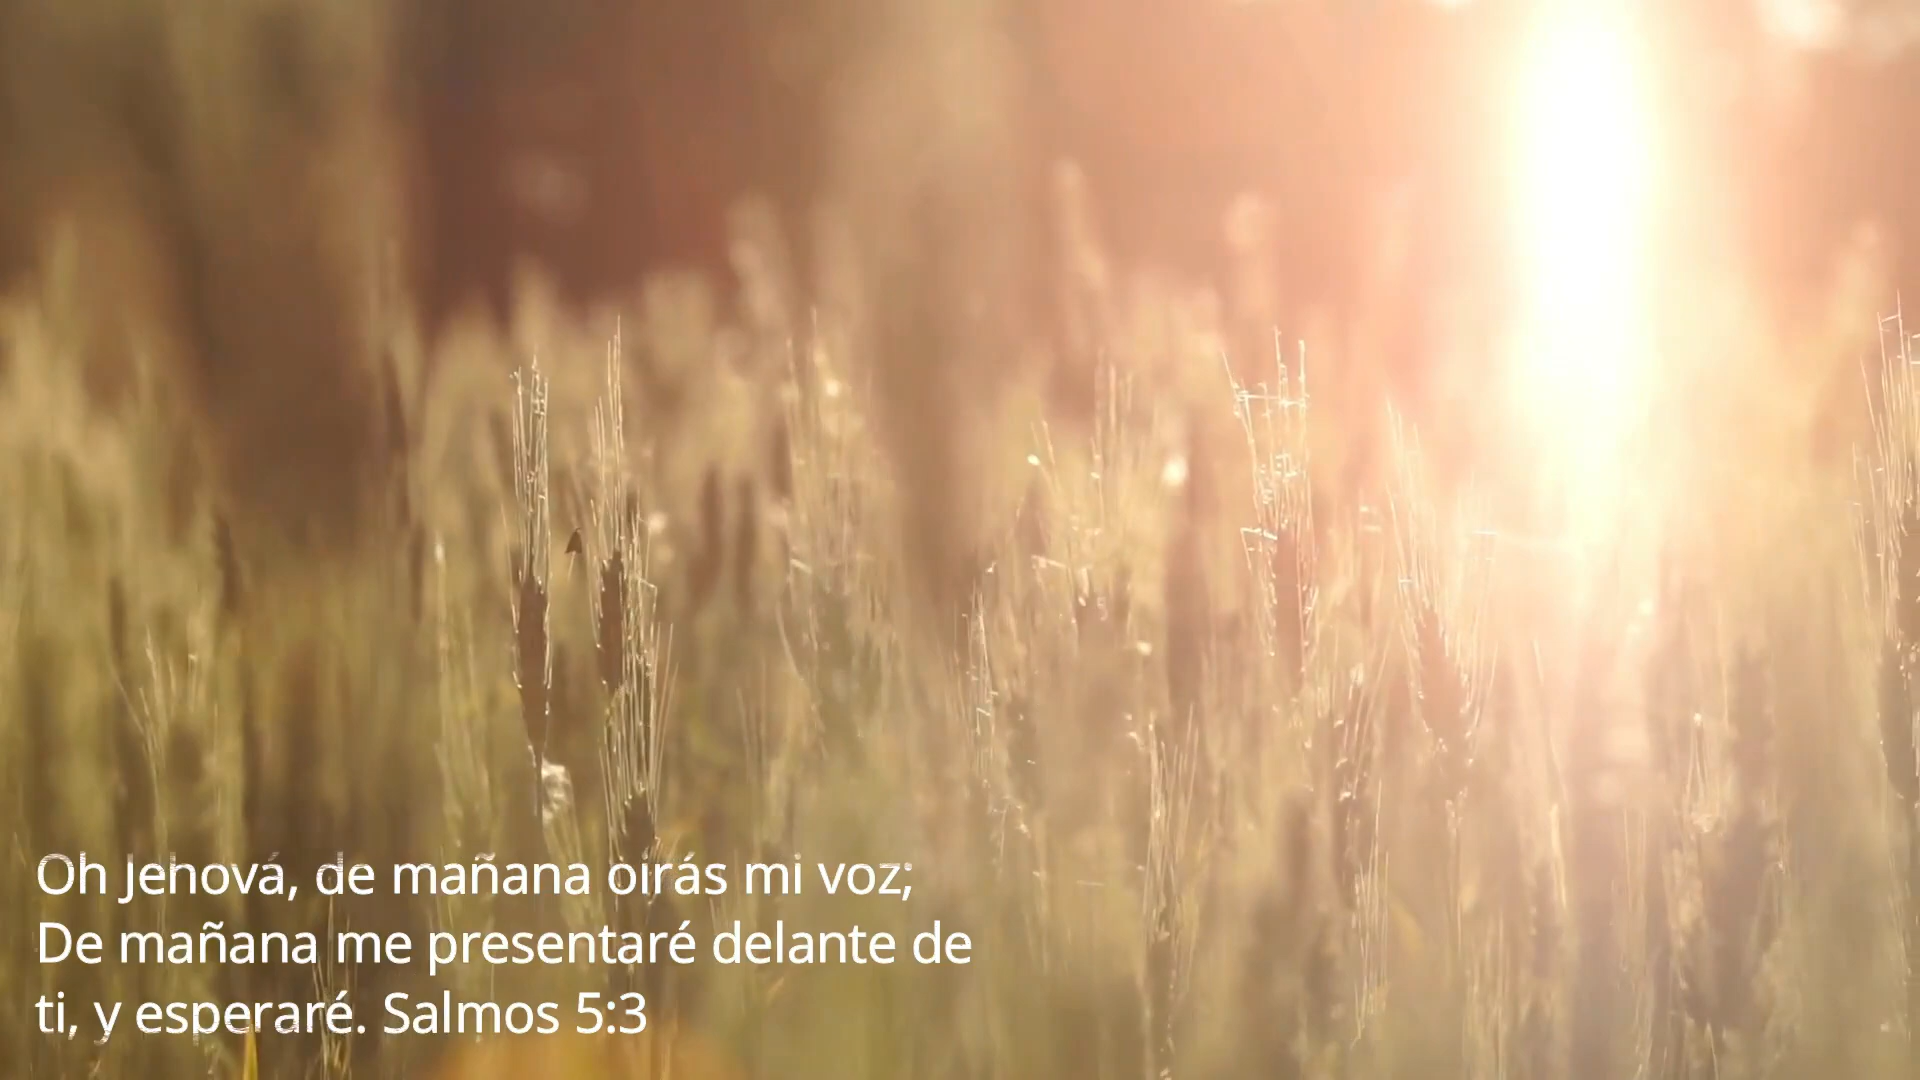 Oh Jehová, de mañana oirás mi voz;
De mañana me presentaré delante de
ti, y esperaré. Salmos 5:3